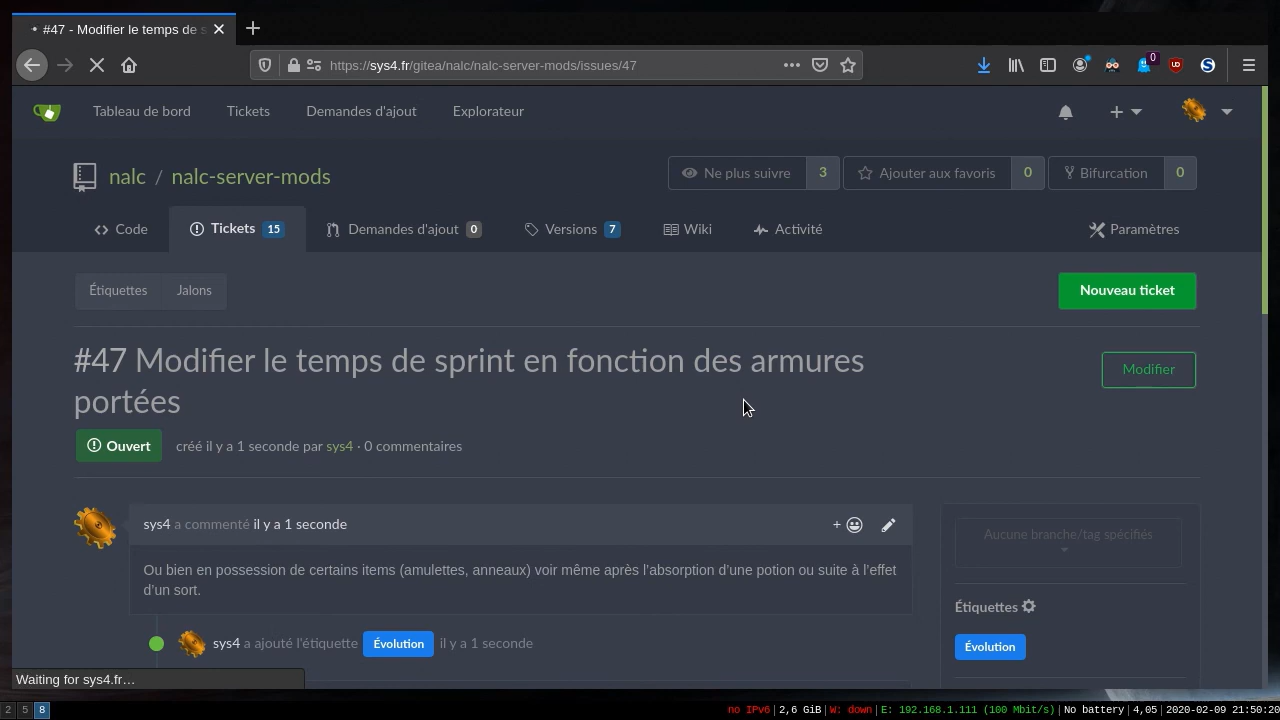 #47 - Modifier le temps de s
https://sys4.fr/gitea/nalc/nalc-server-mods/issues/47
0
Tableau de bord
Tickets
Demandes d'ajout
Explorateur
nalc / nalc-server-mods
Ne plus suivre 3
Ajouter aux favoris 0
Bifurcation 0
Code
Tickets 15
Demandes d'ajout 0
Versions 7
Wiki
Activité
Paramètres
Étiquettes
Jalons
Nouveau ticket
#47 Modifier le temps de sprint en fonction des armures
portées
Modifier
Ouvert
créé il y a 1 seconde par sys4 · 0 commentaires
sys4 a commenté il y a 1 seconde
Ou bien en possession de certains items (amulettes, anneaux) voir même après l'absorption d'une potion ou suite à l'effet
d'un sort.
sys4 a ajouté l'étiquette Évolution il y a 1 seconde
Aucune branche/tag spécifiés
Étiquettes
Évolution
Waiting for sys4.fr…
2 5 8
no IPv6|2,6 GiB|W: down|E: 192.168.1.111 (100 Mbit/s)|No battery|4,05|2020-02-09 21:50:20